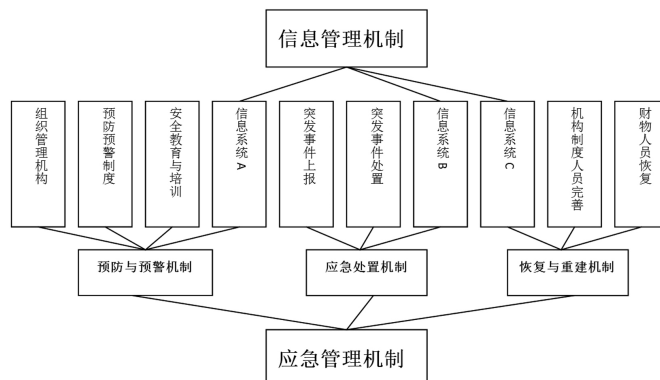 信息管理机制
组织管理机构
预防预警制度
安全教育与培训
信息系统A
突发事件上报
突发事件处置
信息系统B
信息系统C
机构制度人员完善
财物人员恢复
预防与预警机制
应急处置机制
恢复与重建机制
应急管理机制